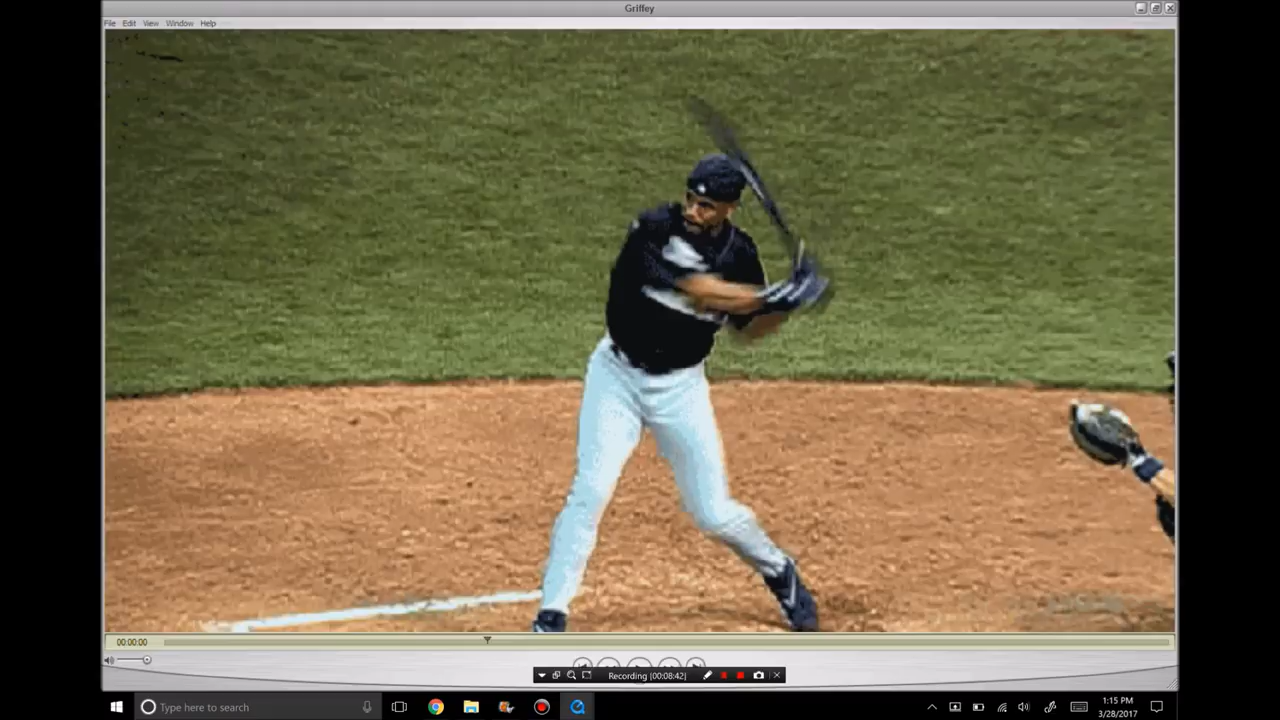 Griffey
File Edit View Window Help
00:00:00
Recording [00:08:42]
Type here to search
1:15 PM
3/28/2017